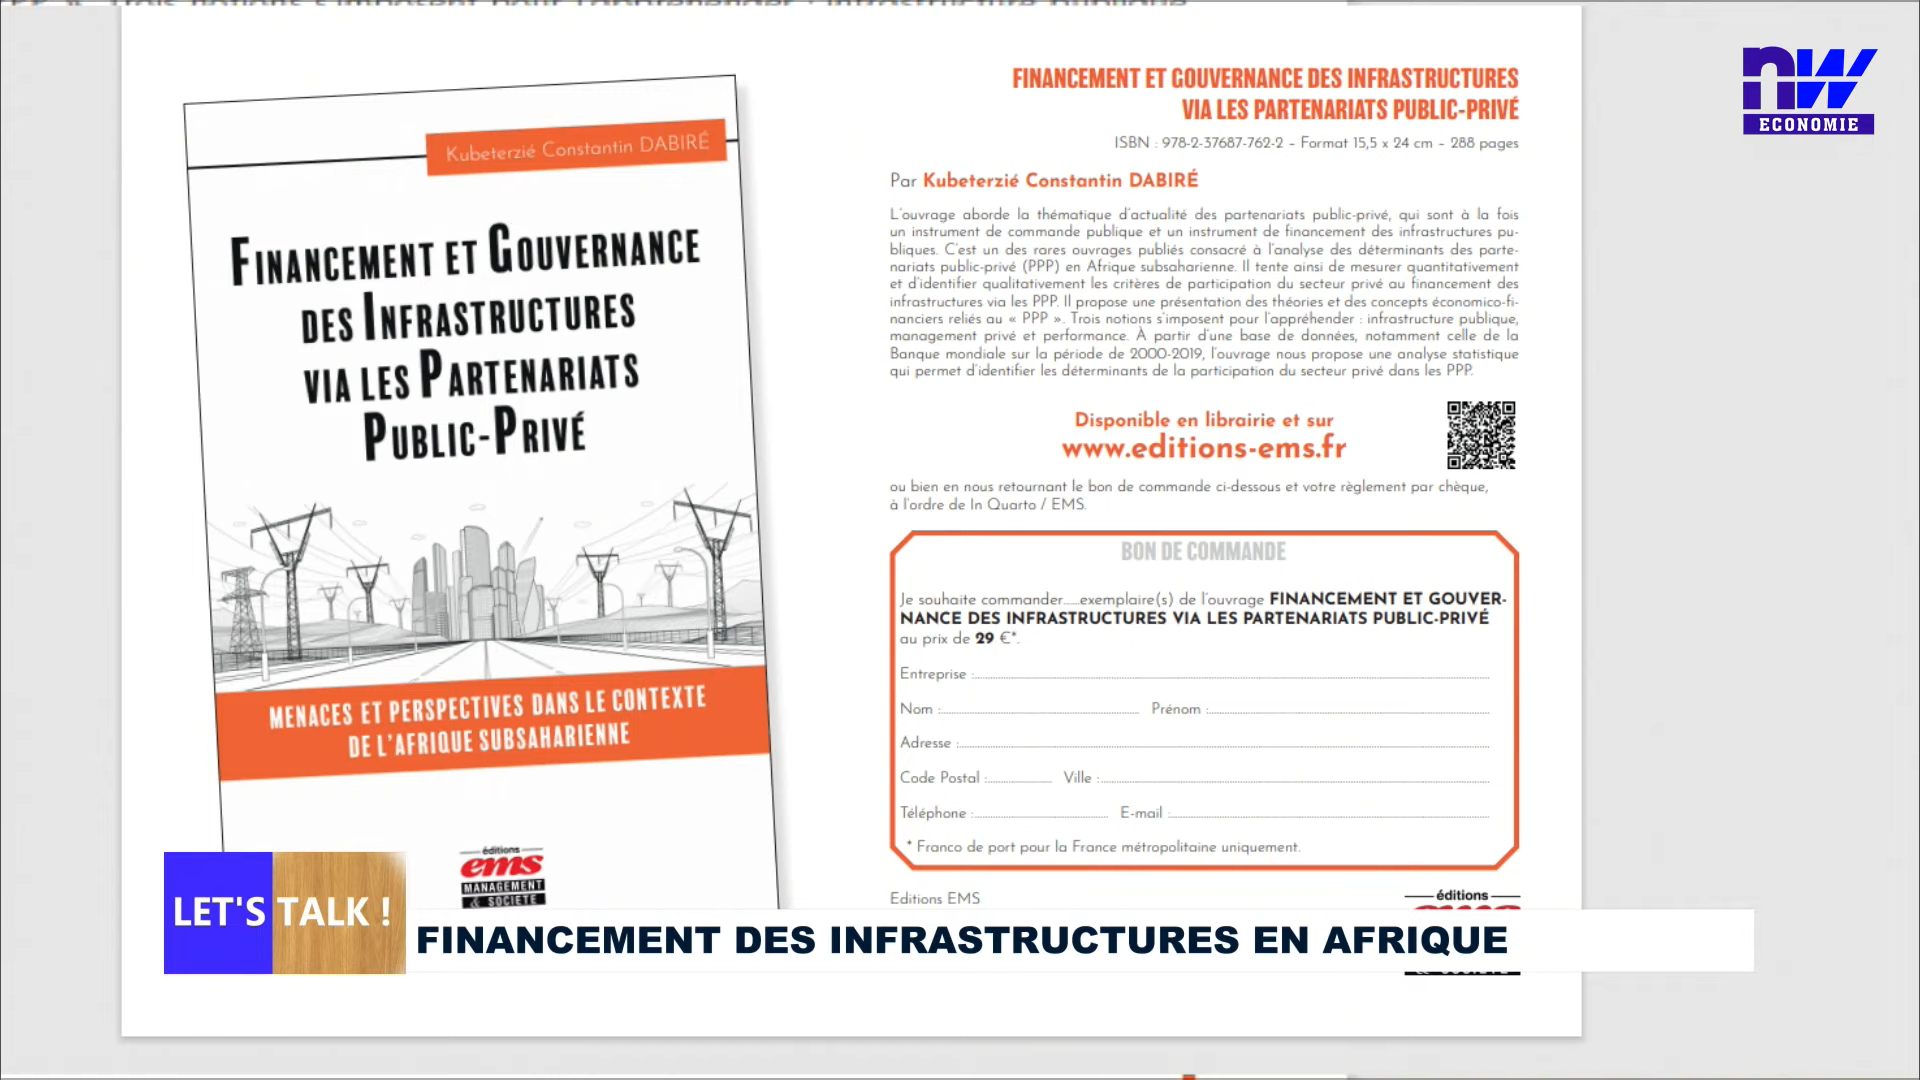 nw
ECONOMIE
Kubeterzié Constantin DABIRÉ
FINANCEMENT ET GOUVERNANCE
DES INFRASTRUCTURES
VIA LES PARTENARIATS
PUBLIC-PRIVÉ
MENACES ET PERSPECTIVES DANS LE CONTEXTE
DE L'AFRIQUE SUBSAHARIENNE
éditions
ems
MANAGEMENT
& SOCIETE
FINANCEMENT ET GOUVERNANCE DES INFRASTRUCTURES
VIA LES PARTENARIATS PUBLIC-PRIVÉ
ISBN : 978-2-37687-762-2 – Format 15,5 x 24 cm – 288 pages
Par Kubeterzié Constantin DABIRÉ
L'ouvrage aborde la thématique d'actualité des partenariats public-privé, qui sont à la fois
un instrument de commande publique et un instrument de financement des infrastructures pu-
bliques. C'est un des rares ouvrages publiés consacré à l'analyse des déterminants des parte-
nariats public-privé (PPP) en Afrique subsaharienne. Il tente ainsi de mesurer quantitativement
et d'identifier qualitativement les critères de participation du secteur privé au financement des
infrastructures via les PPP. Il propose une présentation des théories et des concepts économico-fi-
nanciers reliés au « PPP ». Trois notions s'imposent pour l'appréhender : infrastructure publique,
management privé et performance. À partir d'une base de données, notamment celle de la
Banque mondiale sur la période de 2000-2019, l'ouvrage nous propose une analyse statistique
qui permet d'identifier les déterminants de la participation du secteur privé dans les PPP.
Disponible en librairie et sur
www.editions-ems.fr
ou bien en nous retournant le bon de commande ci-dessous et votre règlement par chèque,
à l'ordre de In Quarto / EMS.
BON DE COMMANDE
Je souhaite commander......exemplaire(s) de l'ouvrage FINANCEMENT ET GOUVER-
NANCE DES INFRASTRUCTURES VIA LES PARTENARIATS PUBLIC-PRIVÉ
au prix de 29 €*.
Entreprise :
Nom : Prénom :
Adresse :
Code Postal : Ville :
Téléphone : E-mail :
* Franco de port pour la France métropolitaine uniquement.
Editions EMS
éditions
LET'S TALK !
FINANCEMENT DES INFRASTRUCTURES EN AFRIQUE